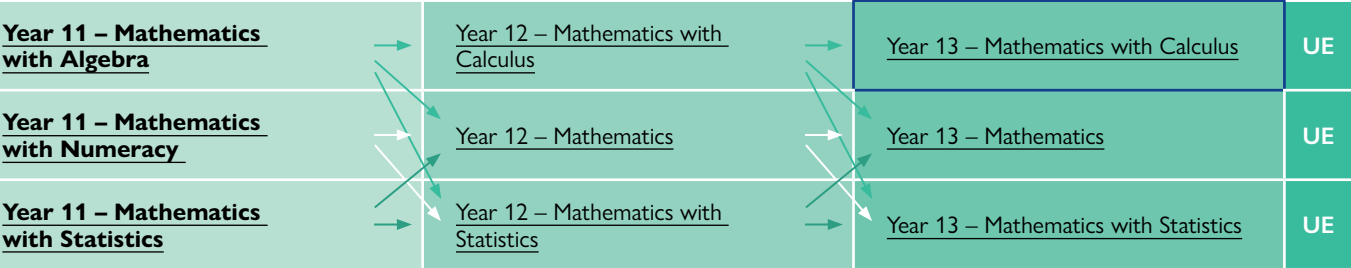 Year 11 – Mathematics
with Algebra
Year 12 – Mathematics with
Calculus
Year 13 – Mathematics with Calculus
UE
Year 11 – Mathematics
with Numeracy
Year 12 – Mathematics
Year 13 – Mathematics
UE
Year 11 – Mathematics
with Statistics
Year 12 – Mathematics with
Statistics
Year 13 – Mathematics with Statistics
UE